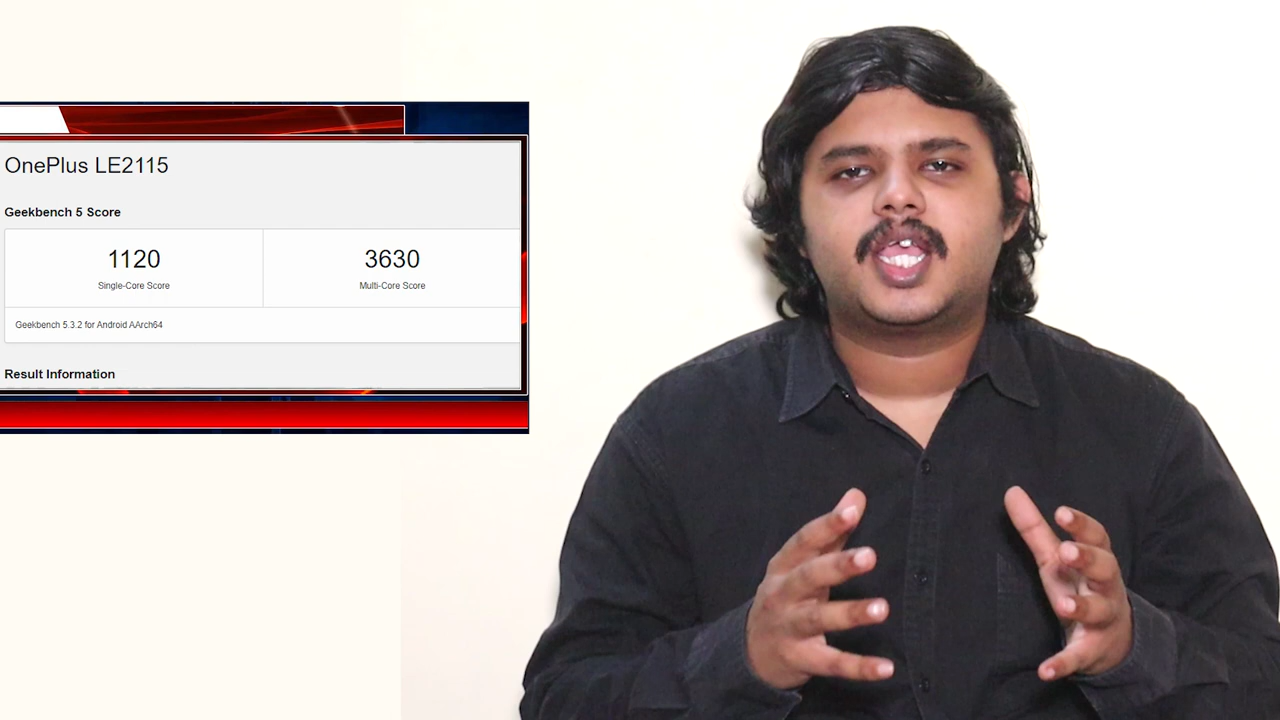 OnePlus LE2115
Geekbench 5 Score
1120
3630
Single-Core Score
Multi-Core Score
Geekbench 5.3.2 for Android AArch64
Result Information